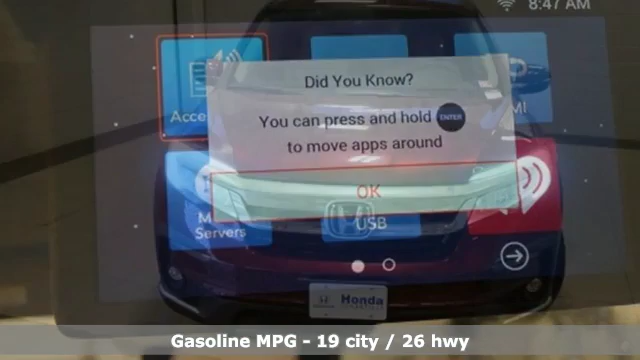 8:47 AM
Did You Know?
You can press and hold ENTER
to move apps around
OK
USB
Servers
Honda
Gasoline MPG - 19 city / 26 hwy